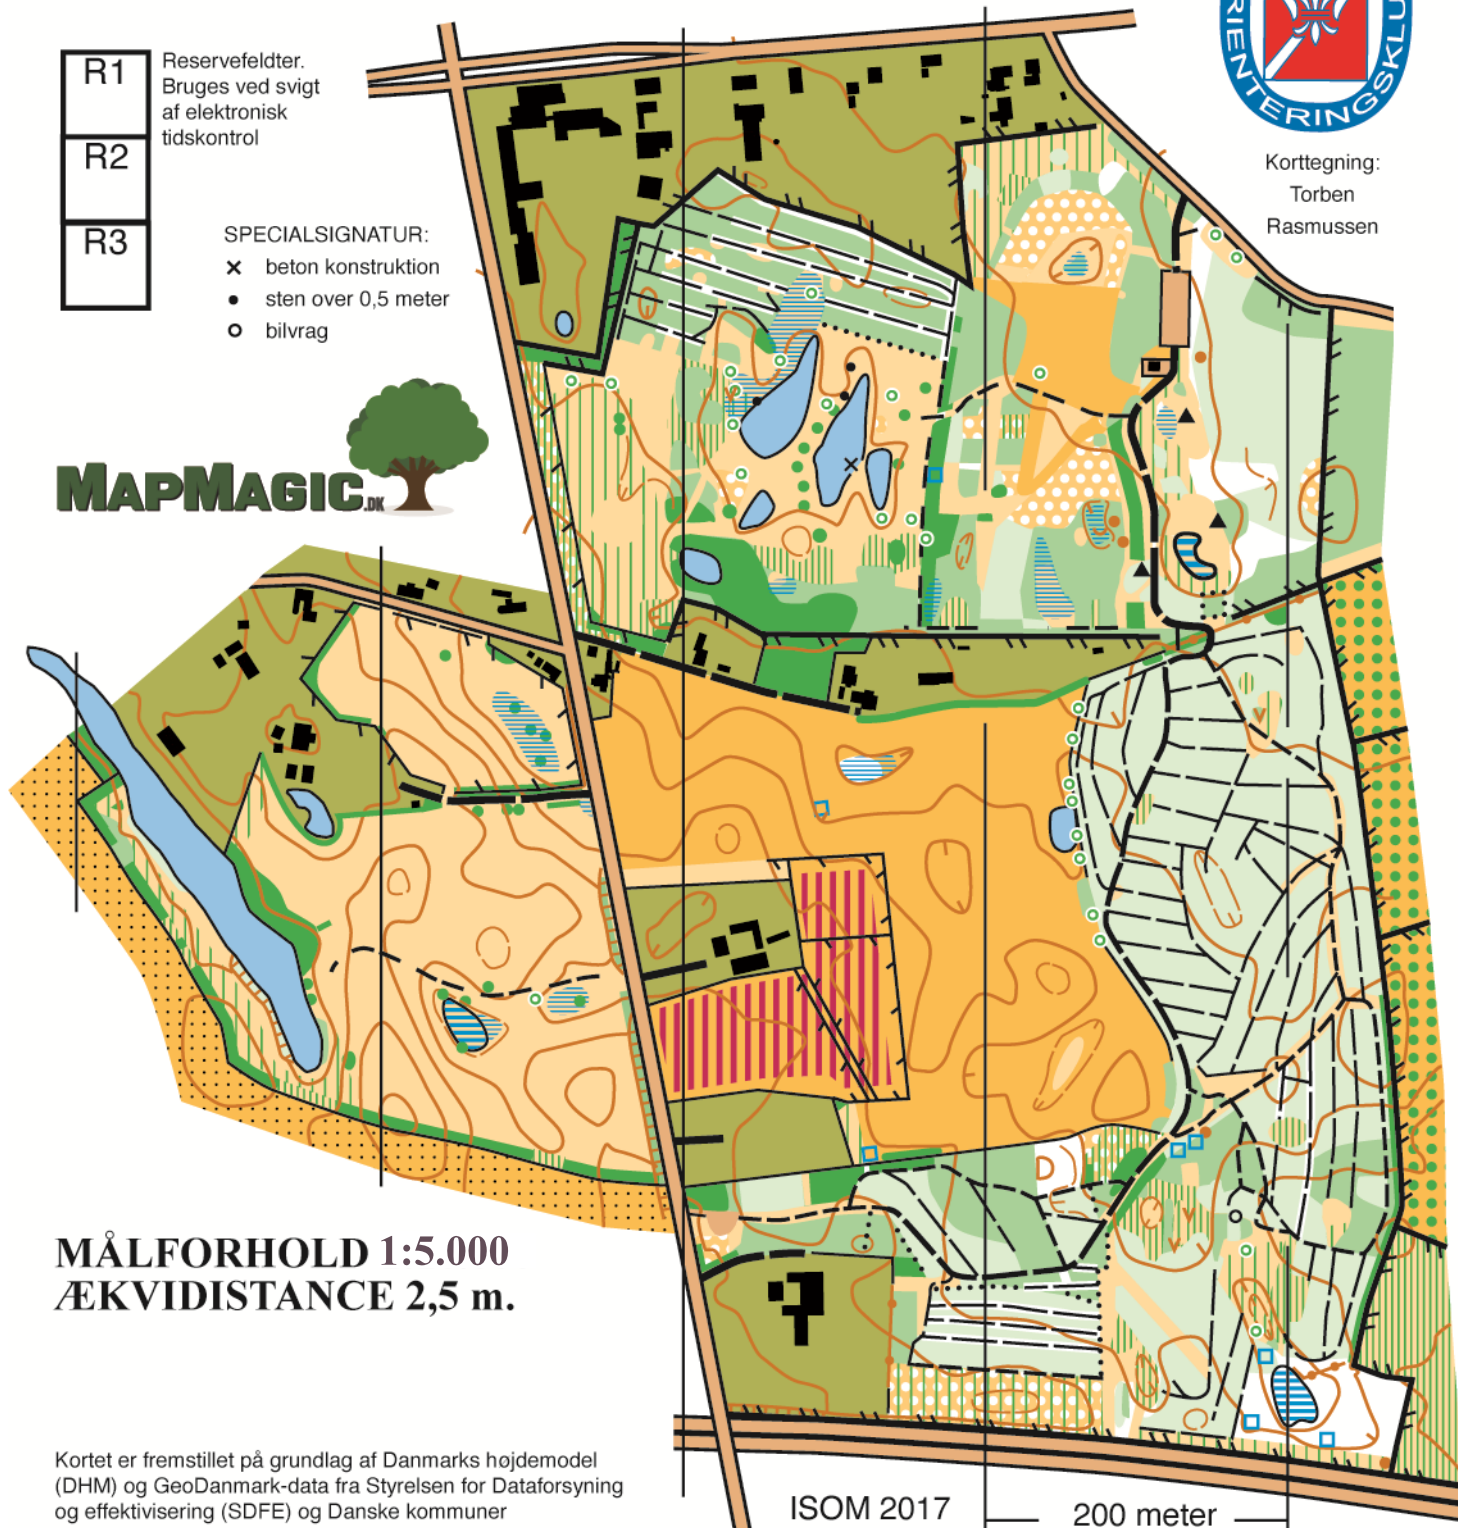 R1
Reservefeldter.
Bruges ved svigt
af elektronisk
tidskontrol
R2
R3
SPECIALSIGNATUR:
beton konstruktion
sten over 0,5 meter
bilvrag
RIENTERINGSKLU
Korttegning:
Torben
Rasmussen
MAPMAGIC.DK
MÅLFORHOLD 1:5.000
ÆKVIDISTANCE 2,5 m.
Kortet er fremstillet på grundlag af Danmarks højdemodel
(DHM) og GeoDanmark-data fra Styrelsen for Dataforsyning
og effektivisering (SDFE) og Danske kommuner
ISOM 2017
200 meter